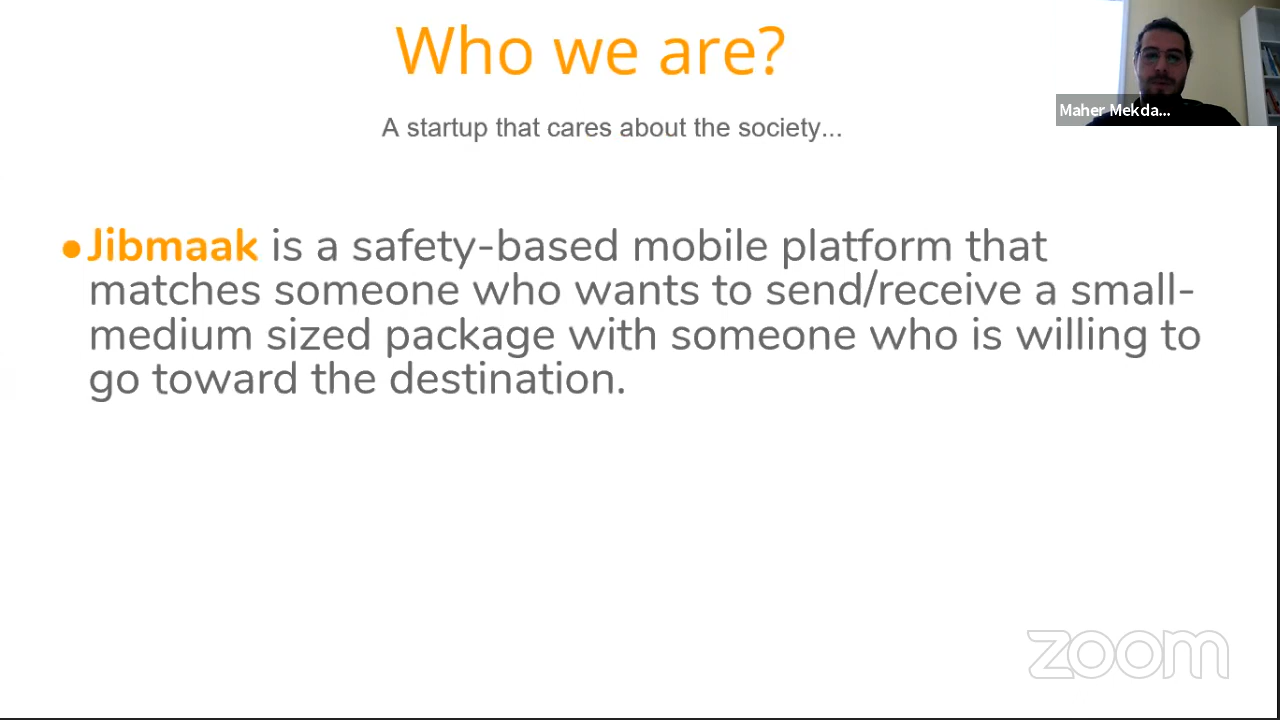 Who we are?
A startup that cares about the society...
Maher Mekda...
•Jibmaak is a safety-based mobile platform that
matches someone who wants to send/receive a small-
medium sized package with someone who is willing to
go toward the destination.
zoom